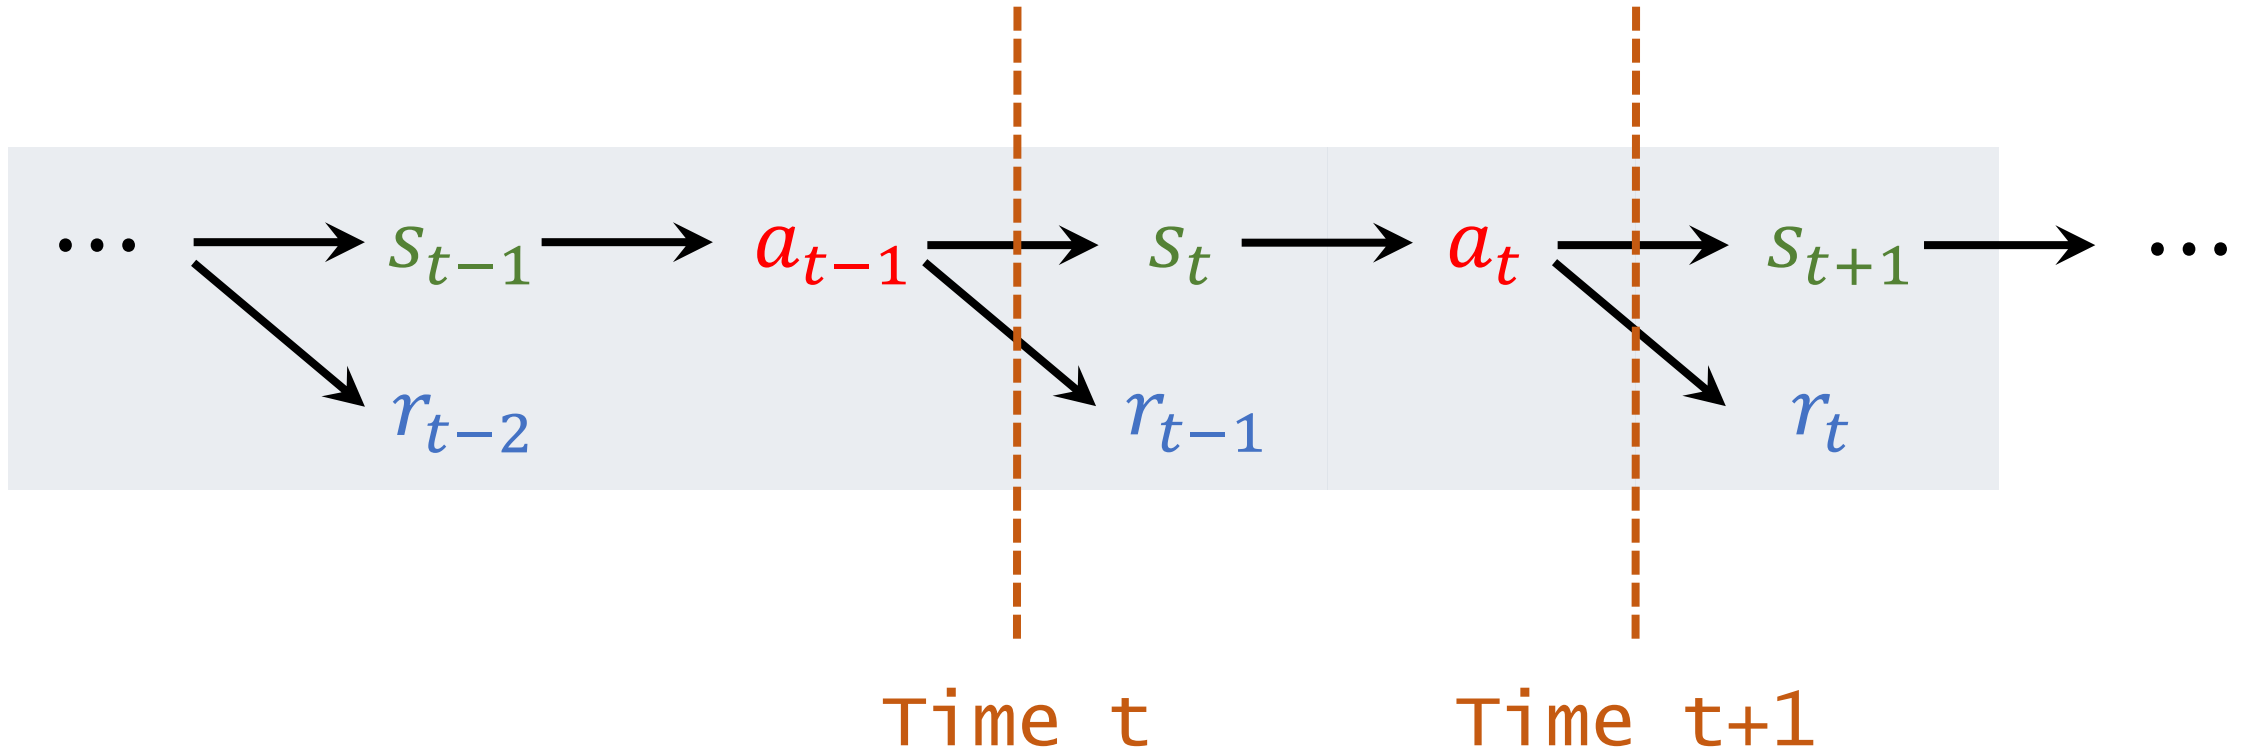 ⋯ s_{t−1} a_{t−1} s_t a_t s_{t+1} ⋯
r_{t−2} r_{t−1} r_t
Time t Time t+1